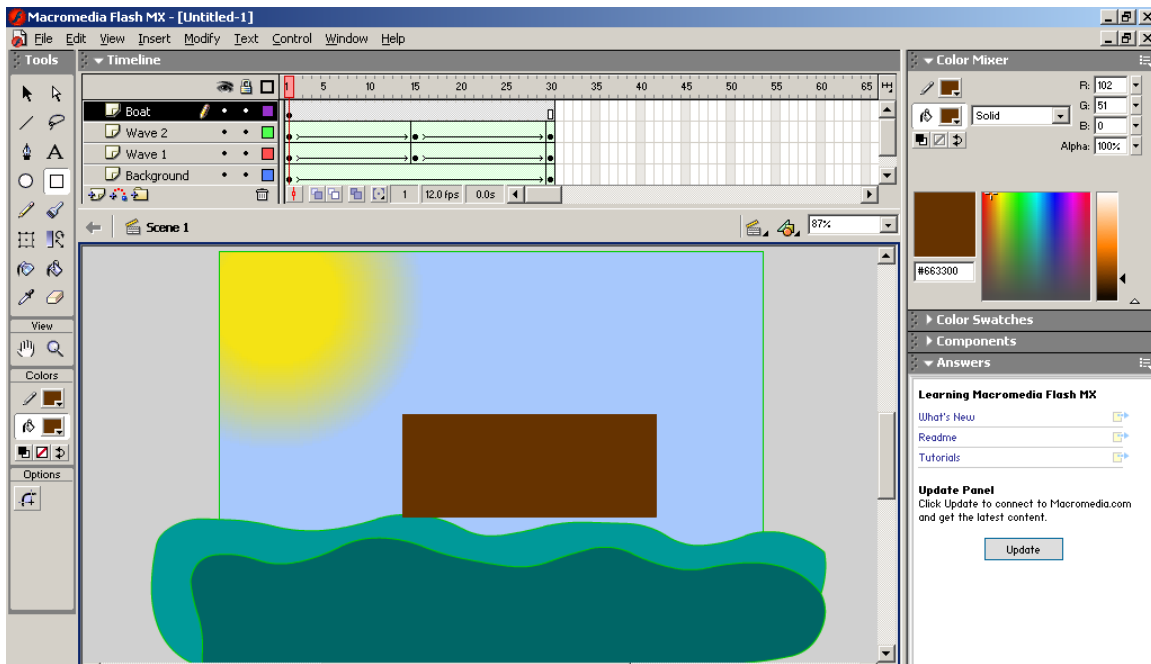 Macromedia Flash MX - [Untitled-1]
File Edit View Insert Modify Text Control Window Help
Tools
Timeline
1 5 10 15 20 25 30 35 40 45 50 55 60 65
Boat
Wave 2
Wave 1
Background
1 12.0 fps 0.0s
Scene 1
87%
View
Colors
Options
Color Mixer
R: 102
Solid
G: 51
B: 0
Alpha: 100%
#663300
Color Swatches
Components
Answers
Learning Macromedia Flash MX
What's New
Readme
Tutorials
Update Panel
Click Update to connect to Macromedia.com
and get the latest content.
Update